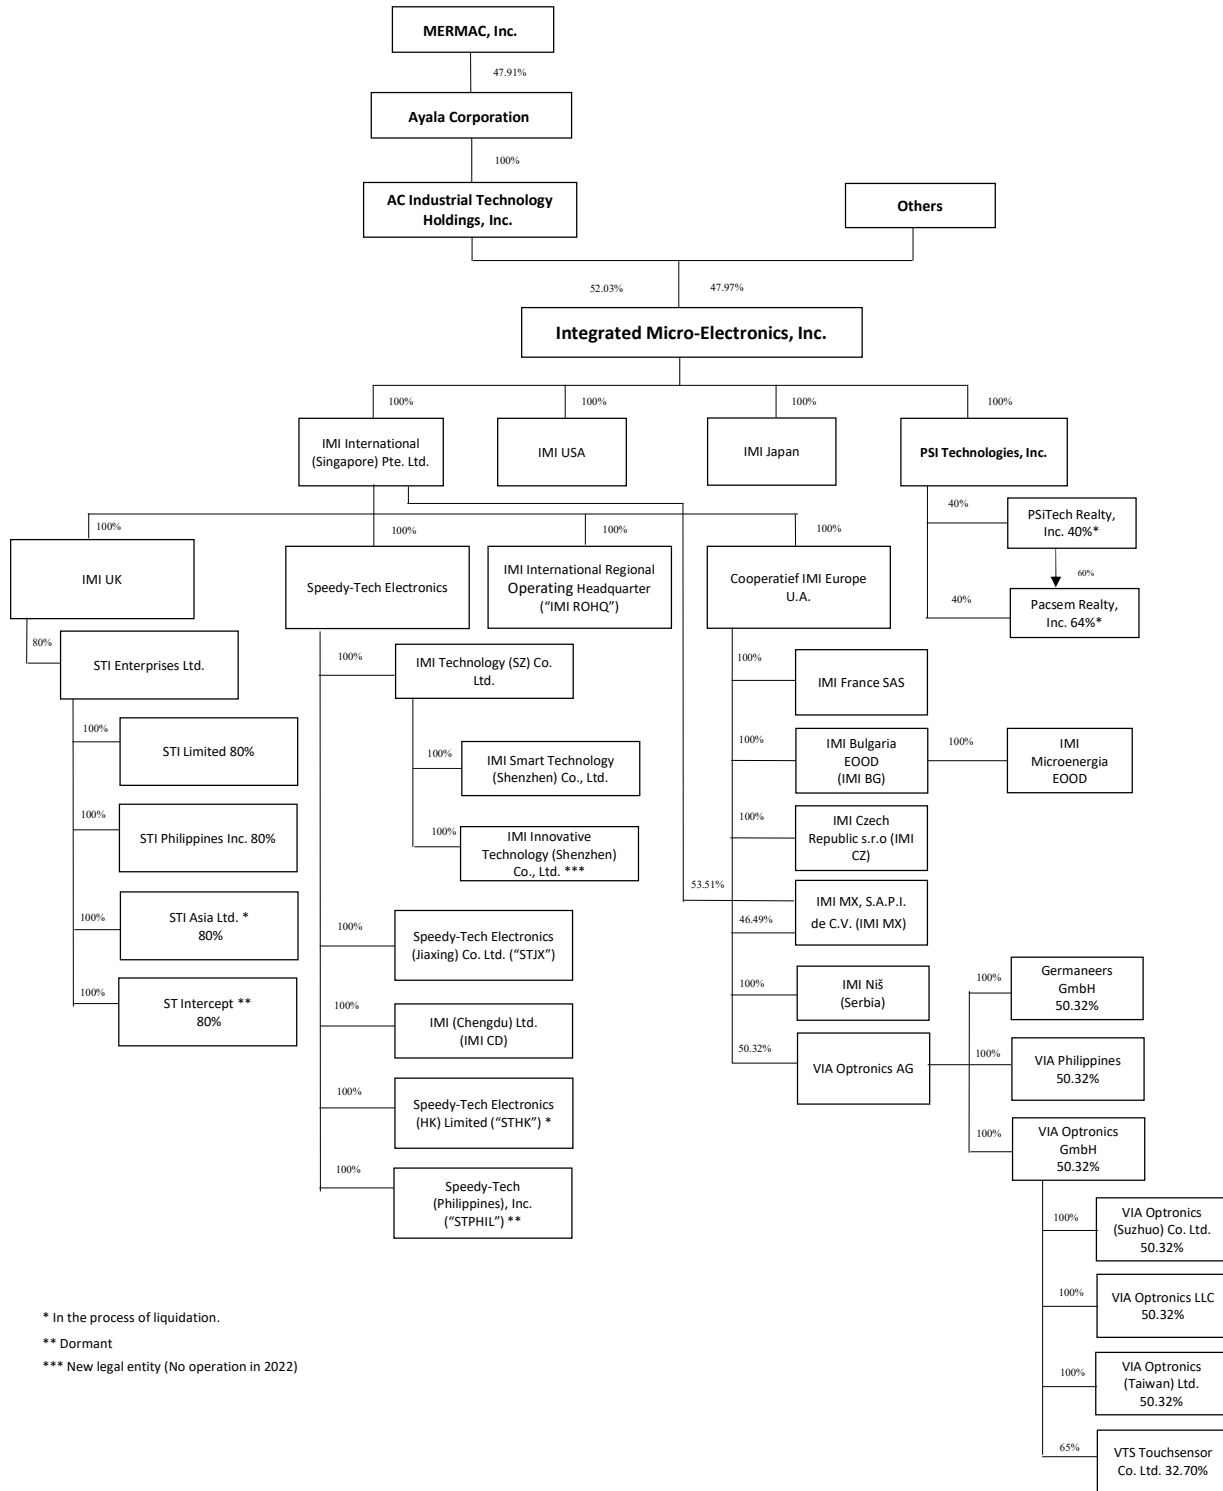 MERMAC, Inc.
47.91%
Ayala Corporation
100%
AC Industrial Technology
Holdings, Inc.
Others
52.03%
47.97%
Integrated Micro-Electronics, Inc.
100%
100%
100%
100%
IMI International
(Singapore) Pte. Ltd.
IMI USA
IMI Japan
PSI Technologies, Inc.
40%
PSiTech Realty,
Inc. 40%*
60%
40%
Pacsem Realty,
Inc. 64%*
100%
100%
100%
100%
IMI UK
Speedy-Tech Electronics
IMI International Regional
Operating Headquarter
(“IMI ROHQ”)
Cooperatief IMI Europe
U.A.
80%
STI Enterprises Ltd.
100%
STI Limited 80%
100%
STI Philippines Inc. 80%
100%
STI Asia Ltd. *
80%
100%
ST Intercept **
80%
100%
IMI Technology (SZ) Co.
Ltd.
100%
IMI Smart Technology
(Shenzhen) Co., Ltd.
100%
IMI Innovative
Technology (Shenzhen)
Co., Ltd. ***
100%
Speedy-Tech Electronics
(Jiaxing) Co. Ltd. (“STJX”)
100%
IMI (Chengdu) Ltd.
(IMI CD)
100%
Speedy-Tech Electronics
(HK) Limited (“STHK”) *
100%
Speedy-Tech
(Philippines), Inc.
(“STPHIL”) **
100%
IMI France SAS
100%
IMI Bulgaria
EOOD
(IMI BG)
100%
IMI
Microenergia
EOOD
100%
IMI Czech
Republic s.r.o (IMI
CZ)
53.51%
46.49%
IMI MX, S.A.P.I.
de C.V. (IMI MX)
100%
IMI Niš
(Serbia)
50.32%
VIA Optronics AG
100%
Germaneers
GmbH
50.32%
100%
VIA Philippines
50.32%
100%
VIA Optronics
GmbH
50.32%
100%
VIA Optronics
(Suzhuo) Co. Ltd.
50.32%
100%
VIA Optronics LLC
50.32%
100%
VIA Optronics
(Taiwan) Ltd.
50.32%
65%
VTS Touchsensor
Co. Ltd. 32.70%
* In the process of liquidation.
** Dormant
*** New legal entity (No operation in 2022)